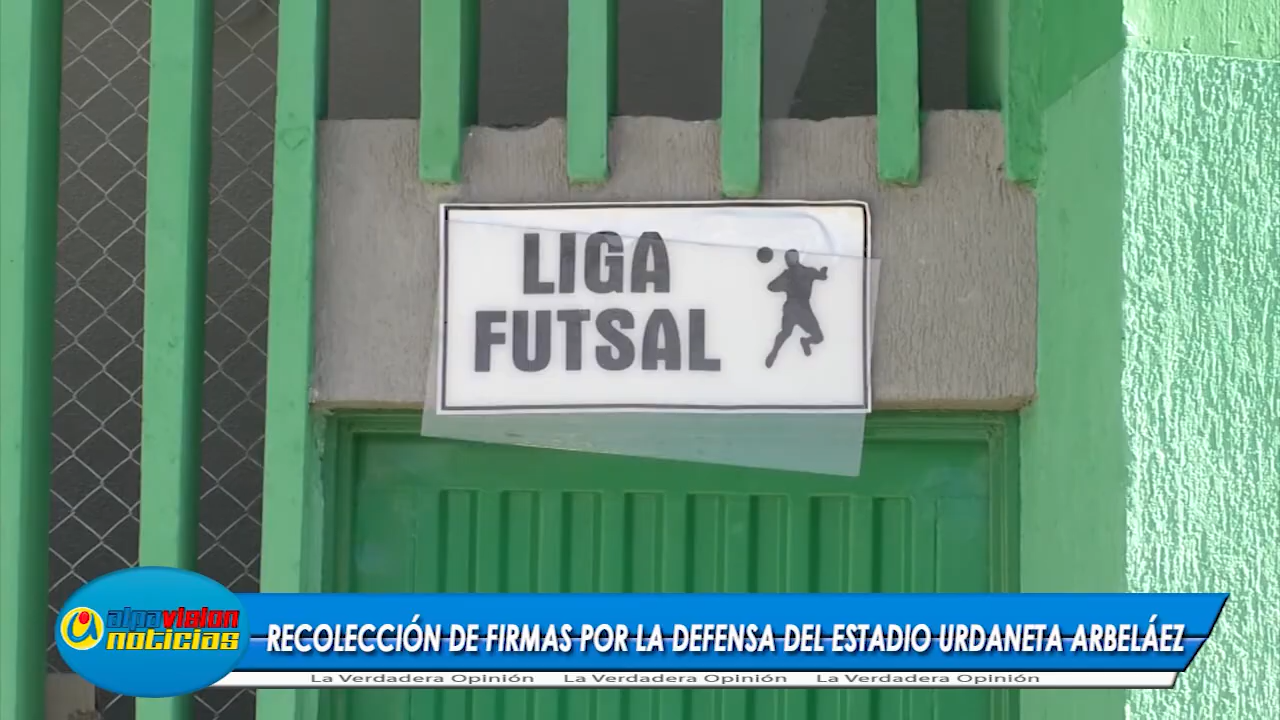 LIGA
FUTSAL
alpavision
noticias
RECOLECCIÓN DE FIRMAS POR LA DEFENSA DEL ESTADIO URDANETA ARBELÁEZ
La Verdadera Opinión La Verdadera Opinión La Verdadera Opinión